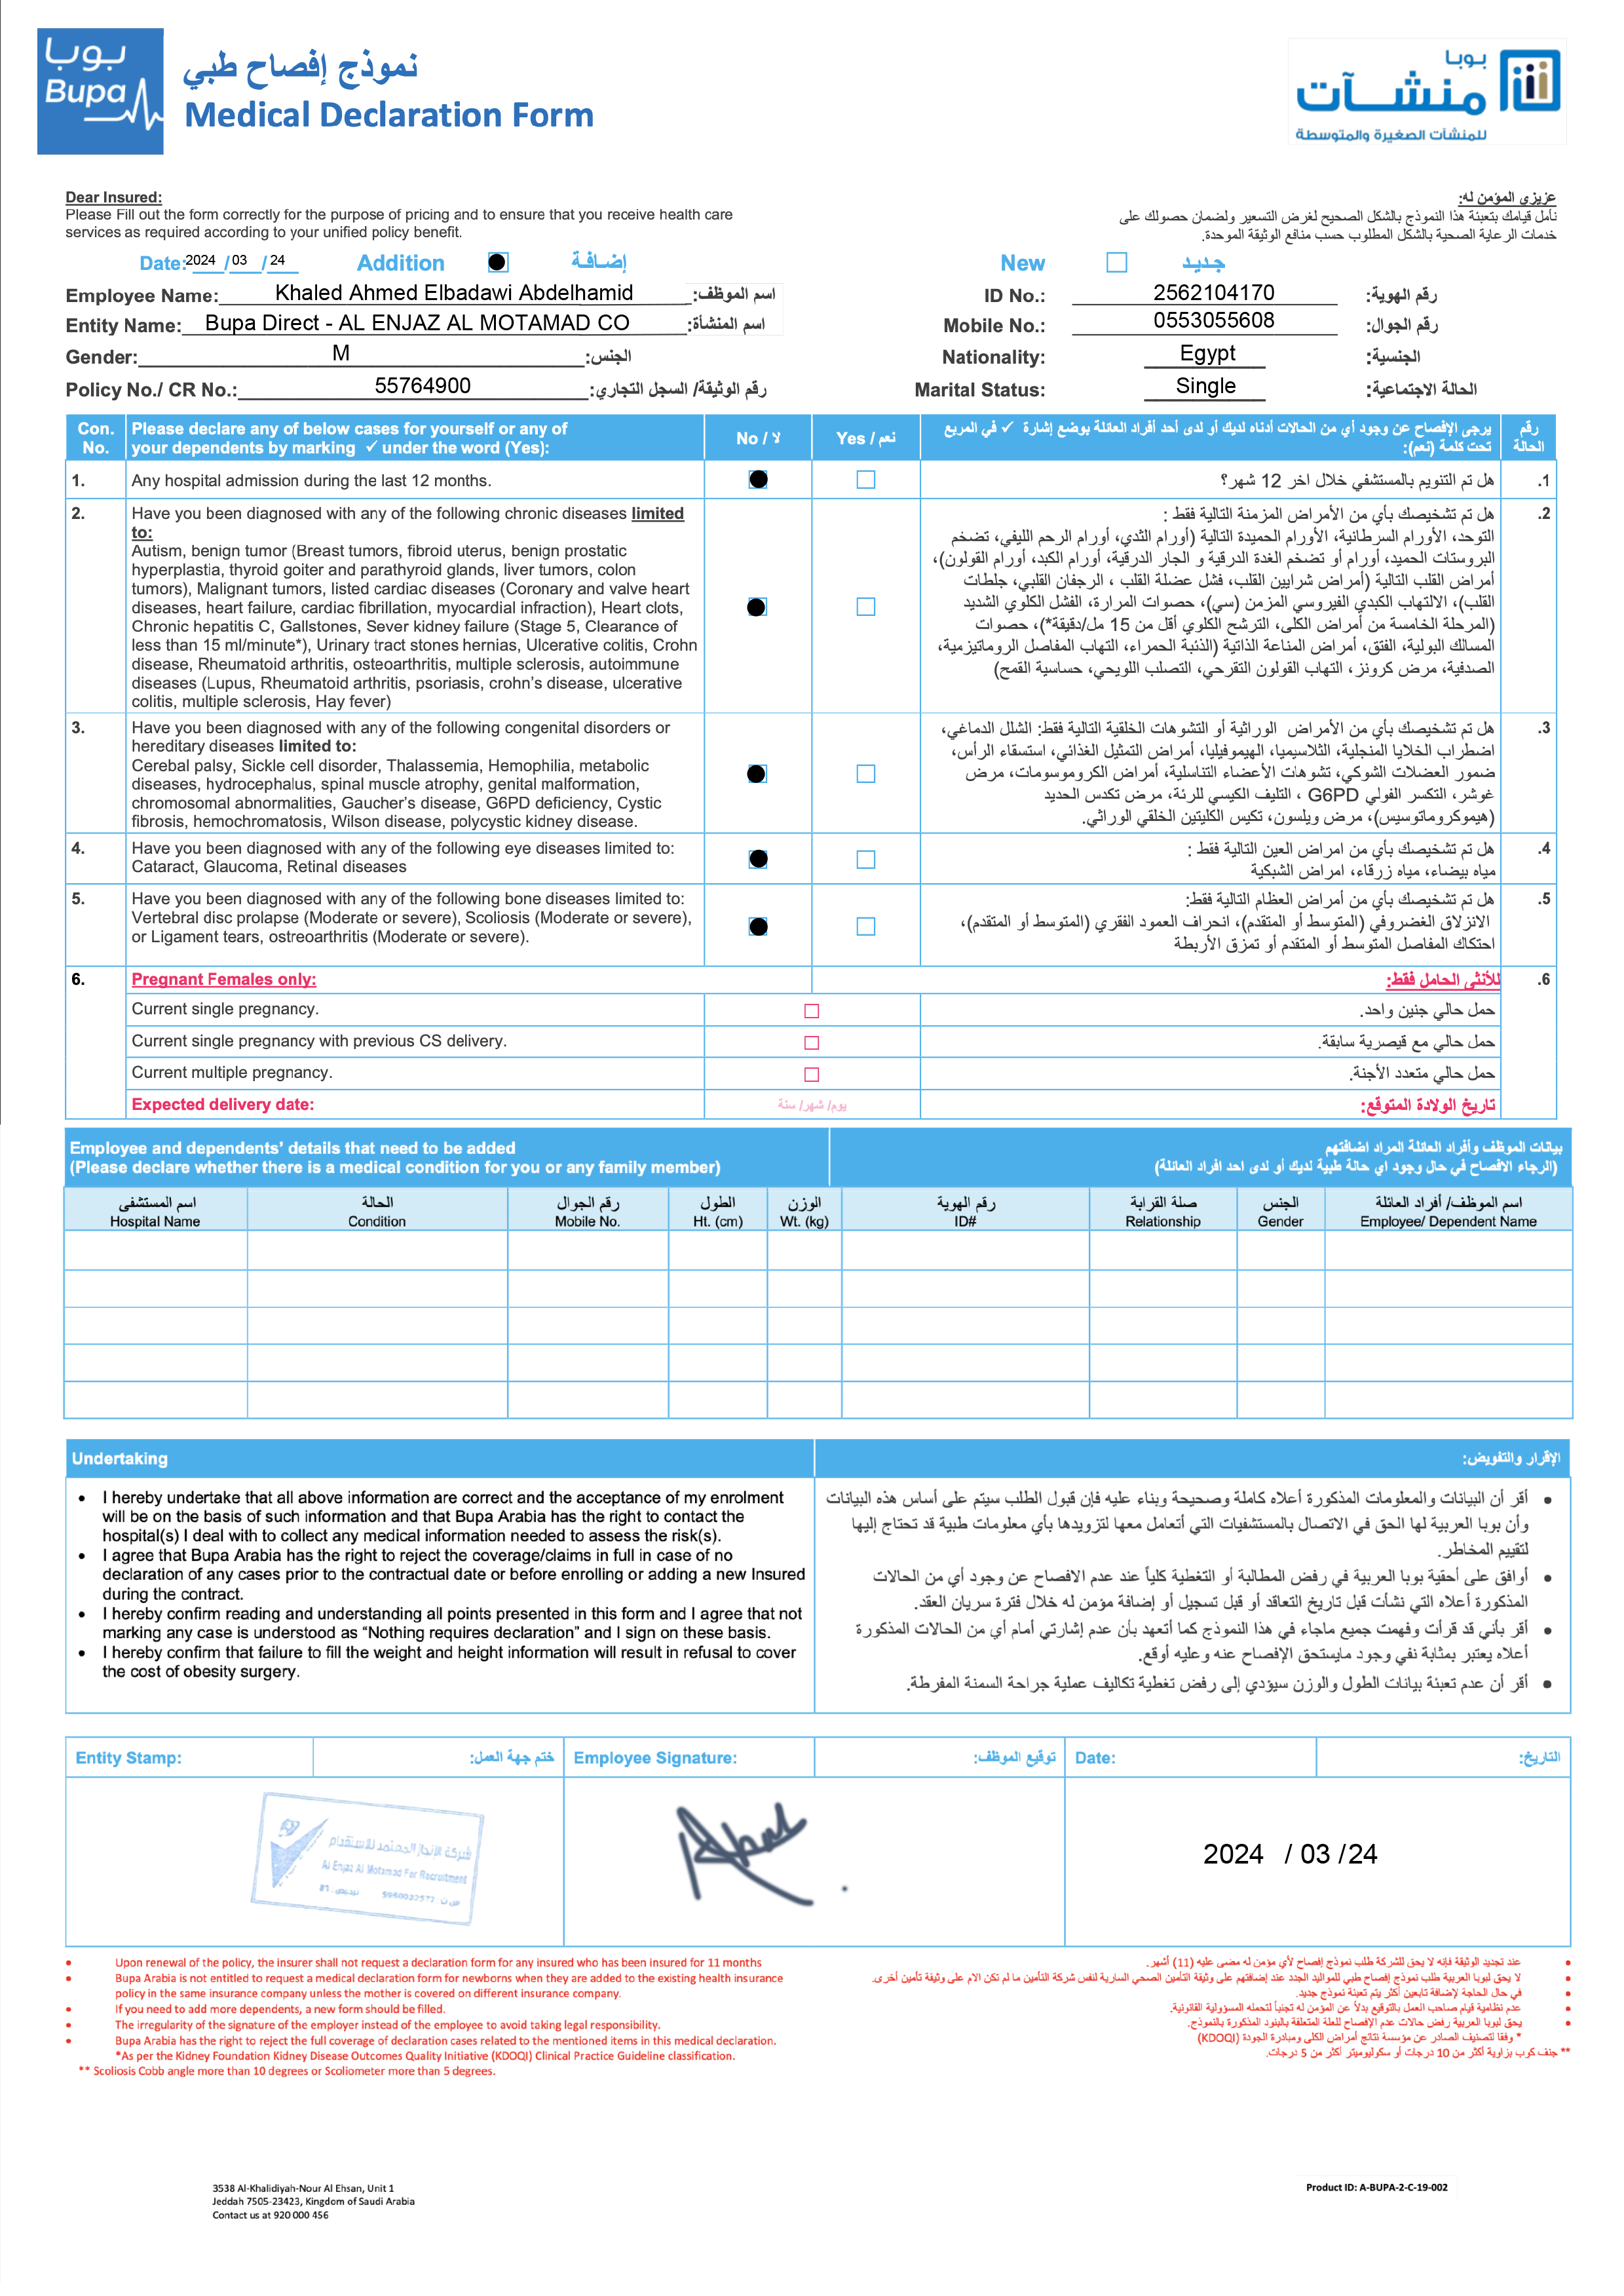 بوبا
Bupa
نموذج إفصاح طبي
Medical Declaration Form
بوبا
منشآت
للمنشآت الصغيرة والمتوسطة
Dear Insured:
Please Fill out the form correctly for the purpose of pricing and to ensure that you receive health care
services as required according to your unified policy benefit.
عزيزي المؤمن له:
نأمل قيامك بتعبئة هذا النموذج بالشكل الصحيح لغرض التسعير ولضمان حصولك على
خدمات الرعاية الصحية بالشكل المطلوب حسب منافع الوثيقة الموحدة.
Date: 2024 / 03 / 24 Addition إضافة New جديد
Employee Name: Khaled Ahmed Elbadawi Abdelhamid اسم الموظف: ID No.: 2562104170 رقم الهوية:
Entity Name: Bupa Direct - AL ENJAZ AL MOTAMAD CO اسم المنشأة: Mobile No.: 0553055608 رقم الجوال:
Gender: M الجنس: Nationality: Egypt الجنسية:
Policy No./ CR No.: 55764900 رقم الوثيقة/ السجل التجاري: Marital Status: Single الحالة الاجتماعية:
Con. No.
Please declare any of below cases for yourself or any of
your dependents by marking ✓ under the word (Yes):
No / لا
Yes / نعم
يرجى الإفصاح عن وجود أي من الحالات أدناه لديك أو لدى أحد أفراد العائلة بوضع إشارة ✓ في المربع
تحت كلمة (نعم):
رقم الحالة
1. Any hospital admission during the last 12 months.
هل تم التنويم بالمستشفي خلال اخر 12 شهر؟ .1
2. Have you been diagnosed with any of the following chronic diseases limited
to:
Autism, benign tumor (Breast tumors, fibroid uterus, benign prostatic
hyperplastia, thyroid goiter and parathyroid glands, liver tumors, colon
tumors), Malignant tumors, listed cardiac diseases (Coronary and valve heart
diseases, heart failure, cardiac fibrillation, myocardial infraction), Heart clots,
Chronic hepatitis C, Gallstones, Sever kidney failure (Stage 5, Clearance of
less than 15 ml/minute*), Urinary tract stones hernias, Ulcerative colitis, Crohn
disease, Rheumatoid arthritis, osteoarthritis, multiple sclerosis, autoimmune
diseases (Lupus, Rheumatoid arthritis, psoriasis, crohn's disease, ulcerative
colitis, multiple sclerosis, Hay fever)
هل تم تشخيصك بأي من الأمراض المزمنة التالية فقط : .2
التوحد، الأورام السرطانية، الأورام الحميدة التالية (أورام الثدي، أورام الرحم الليفي، تضخم
البروستات الحميد، أورام أو تضخم الغدة الدرقية و الجار الدرقية، أورام الكبد، أورام القولون)،
أمراض القلب التالية (أمراض شرايين القلب، فشل عضلة القلب ، الرجفان القلبي، جلطات
القلب)، الالتهاب الكبدي الفيروسي المزمن (سي)، حصوات المرارة، الفشل الكلوي الشديد
(المرحلة الخامسة من أمراض الكلى، الترشح الكلوي أقل من 15 مل/دقيقة*)، حصوات
المسالك البولية، الفتق، أمراض المناعة الذاتية (الذئبة الحمراء، التهاب المفاصل الروماتيزمية،
الصدفية، مرض كرونز، التهاب القولون التقرحي، التصلب اللويحي، حساسية القمح)
3. Have you been diagnosed with any of the following congenital disorders or
hereditary diseases limited to:
Cerebal palsy, Sickle cell disorder, Thalassemia, Hemophilia, metabolic
diseases, hydrocephalus, spinal muscle atrophy, genital malformation,
chromosomal abnormalities, Gaucher's disease, G6PD deficiency, Cystic
fibrosis, hemochromatosis, Wilson disease, polycystic kidney disease.
هل تم تشخيصك بأي من الأمراض الوراثية أو التشوهات الخلقية التالية فقط: الشلل الدماغي، .3
اضطراب الخلايا المنجلية، الثلاسيميا، الهيموفيليا، أمراض التمثيل الغذائي، استسقاء الرأس،
ضمور العضلات الشوكي، تشوهات الأعضاء التناسلية، أمراض الكروموسومات، مرض
غوشر، التكسر الفولي G6PD ، التليف الكيسي للرئة، مرض تكدس الحديد
(هيموكروماتوسيس)، مرض ويلسون، تكيس الكليتين الخلقي الوراثي.
4. Have you been diagnosed with any of the following eye diseases limited to:
Cataract, Glaucoma, Retinal diseases
هل تم تشخيصك بأي من امراض العين التالية فقط : .4
مياه بيضاء، مياه زرقاء، امراض الشبكية
5. Have you been diagnosed with any of the following bone diseases limited to:
Vertebral disc prolapse (Moderate or severe), Scoliosis (Moderate or severe),
or Ligament tears, ostreoarthritis (Moderate or severe).
هل تم تشخيصك بأي من أمراض العظام التالية فقط: .5
الانزلاق الغضروفي (المتوسط أو المتقدم)، انحراف العمود الفقري (المتوسط أو المتقدم)،
احتكاك المفاصل المتوسط أو المتقدم أو تمزق الأربطة
6. Pregnant Females only: للأنثى الحامل فقط: .6
Current single pregnancy. حمل حالي جنين واحد.
Current single pregnancy with previous CS delivery. حمل حالي مع قيصرية سابقة.
Current multiple pregnancy. حمل حالي متعدد الأجنة.
Expected delivery date: يوم/ شهر/ سنة تاريخ الولادة المتوقع:
Employee and dependents' details that need to be added بيانات الموظف وأفراد العائلة المراد اضافتهم
(Please declare whether there is a medical condition for you or any family member) (الرجاء الافصاح في حال وجود اي حالة طبية لديك أو لدى احد افراد العائلة)
اسم المستشفى الحالة رقم الجوال الطول الوزن رقم الهوية صلة القرابة الجنس اسم الموظف/ أفراد العائلة
Hospital Name Condition Mobile No. Ht. (cm) Wt. (kg) ID# Relationship Gender Employee/ Dependent Name
Undertaking الإقرار والتفويض:
• I hereby undertake that all above information are correct and the acceptance of my enrolment
will be on the basis of such information and that Bupa Arabia has the right to contact the
hospital(s) I deal with to collect any medical information needed to assess the risk(s).
• I agree that Bupa Arabia has the right to reject the coverage/claims in full in case of no
declaration of any cases prior to the contractual date or before enrolling or adding a new Insured
during the contract.
• I hereby confirm reading and understanding all points presented in this form and I agree that not
marking any case is understood as “Nothing requires declaration” and I sign on these basis.
• I hereby confirm that failure to fill the weight and height information will result in refusal to cover
the cost of obesity surgery.
• أقر أن البيانات والمعلومات المذكورة أعلاه كاملة وصحيحة وبناء عليه فإن قبول الطلب سيتم على أساس هذه البيانات
وأن بوبا العربية لها الحق في الاتصال بالمستشفيات التي أتعامل معها لتزويدها بأي معلومات طبية قد تحتاج إليها
لتقييم المخاطر.
• أوافق على أحقية بوبا العربية في رفض المطالبة أو التغطية كلياً عند عدم الافصاح عن وجود أي من الحالات
المذكورة أعلاه التي نشأت قبل تاريخ التعاقد أو قبل تسجيل أو إضافة مؤمن له خلال فترة سريان العقد.
• أقر بأني قد قرأت وفهمت جميع ماجاء في هذا النموذج كما أتعهد بأن عدم إشارتي أمام أي من الحالات المذكورة
أعلاه يعتبر بمثابة نفي وجود مايستحق الإفصاح عنه وعليه أوقع.
• أقر أن عدم تعبئة بيانات الطول والوزن سيؤدي إلى رفض تغطية تكاليف عملية جراحة السمنة المفرطة.
Entity Stamp: ختم جهة العمل: Employee Signature: توقيع الموظف: Date: التاريخ:
شركة الإنجاز المعتمد للاستقدام
Al Enjaz Al Motamad For Recruitment
2024 / 03 /24
• Upon renewal of the policy, the insurer shall not request a declaration form for any insured who has been insured for 11 months
• Bupa Arabia is not entitled to request a medical declaration form for newborns when they are added to the existing health insurance
policy in the same insurance company unless the mother is covered on different insurance company.
• If you need to add more dependents, a new form should be filled.
• The irregularity of the signature of the employer instead of the employee to avoid taking legal responsibility.
• Bupa Arabia has the right to reject the full coverage of declaration cases related to the mentioned items in this medical declaration.
*As per the Kidney Foundation Kidney Disease Outcomes Quality Initiative (KDOQI) Clinical Practice Guideline classification.
** Scoliosis Cobb angle more than 10 degrees or Scoliometer more than 5 degrees.
• عند تجديد الوثيقة فإنه لا يحق للشركة طلب نموذج إفصاح لأي مؤمن له مضى عليه (11) أشهر.
• لا يحق لبوبا العربية طلب نموذج إفصاح طبي للمواليد الجدد عند إضافتهم على وثيقة التأمين الصحي السارية لنفس شركة التأمين ما لم تكن الام على وثيقة تأمين أخرى.
• في حال الحاجة لإضافة تابعين أكثر يتم تعبئة نموذج جديد.
• عدم نظامية قيام صاحب العمل بالتوقيع بدلاً عن المؤمن له تجنباً لتحمله المسؤولية القانونية.
• يحق لبوبا العربية رفض حالات عدم الإفصاح للعلة المتعلقة بالبنود المذكورة بالنموذج.
* وفقا لتصنيف الصادر عن مؤسسة نتائج أمراض الكلى ومبادرة الجودة (KDOQI)
** جنف كوب بزاوية أكثر من 10 درجات أو سكوليوميتر أكثر من 5 درجات.
3538 Al-Khalidiyah-Nour Al Ehsan, Unit 1
Jeddah 7505-23423, Kingdom of Saudi Arabia
Contact us at 920 000 456
Product ID: A-BUPA-2-C-19-002